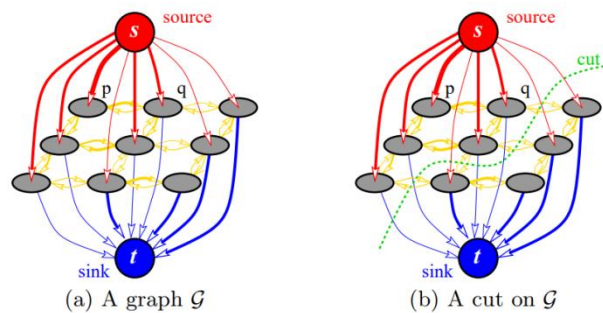 s source
p q
t
sink
(a) A graph G
s source
cut
p q
t
sink
(b) A cut on G